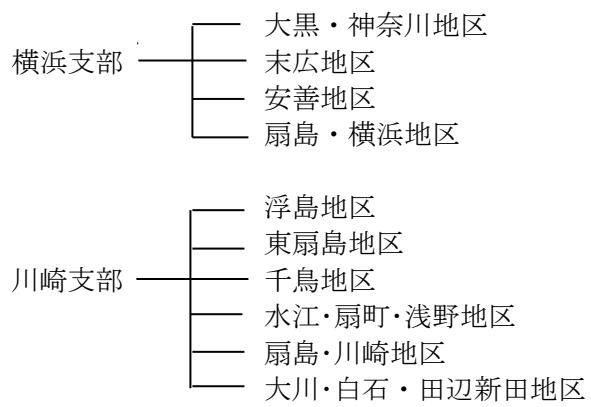 大黒・神奈川地区
横浜支部
末広地区
安善地区
扇島・横浜地区
浮島地区
東扇島地区
川崎支部
千鳥地区
水江・扇町・浅野地区
扇島・川崎地区
大川・白石・田辺新田地区